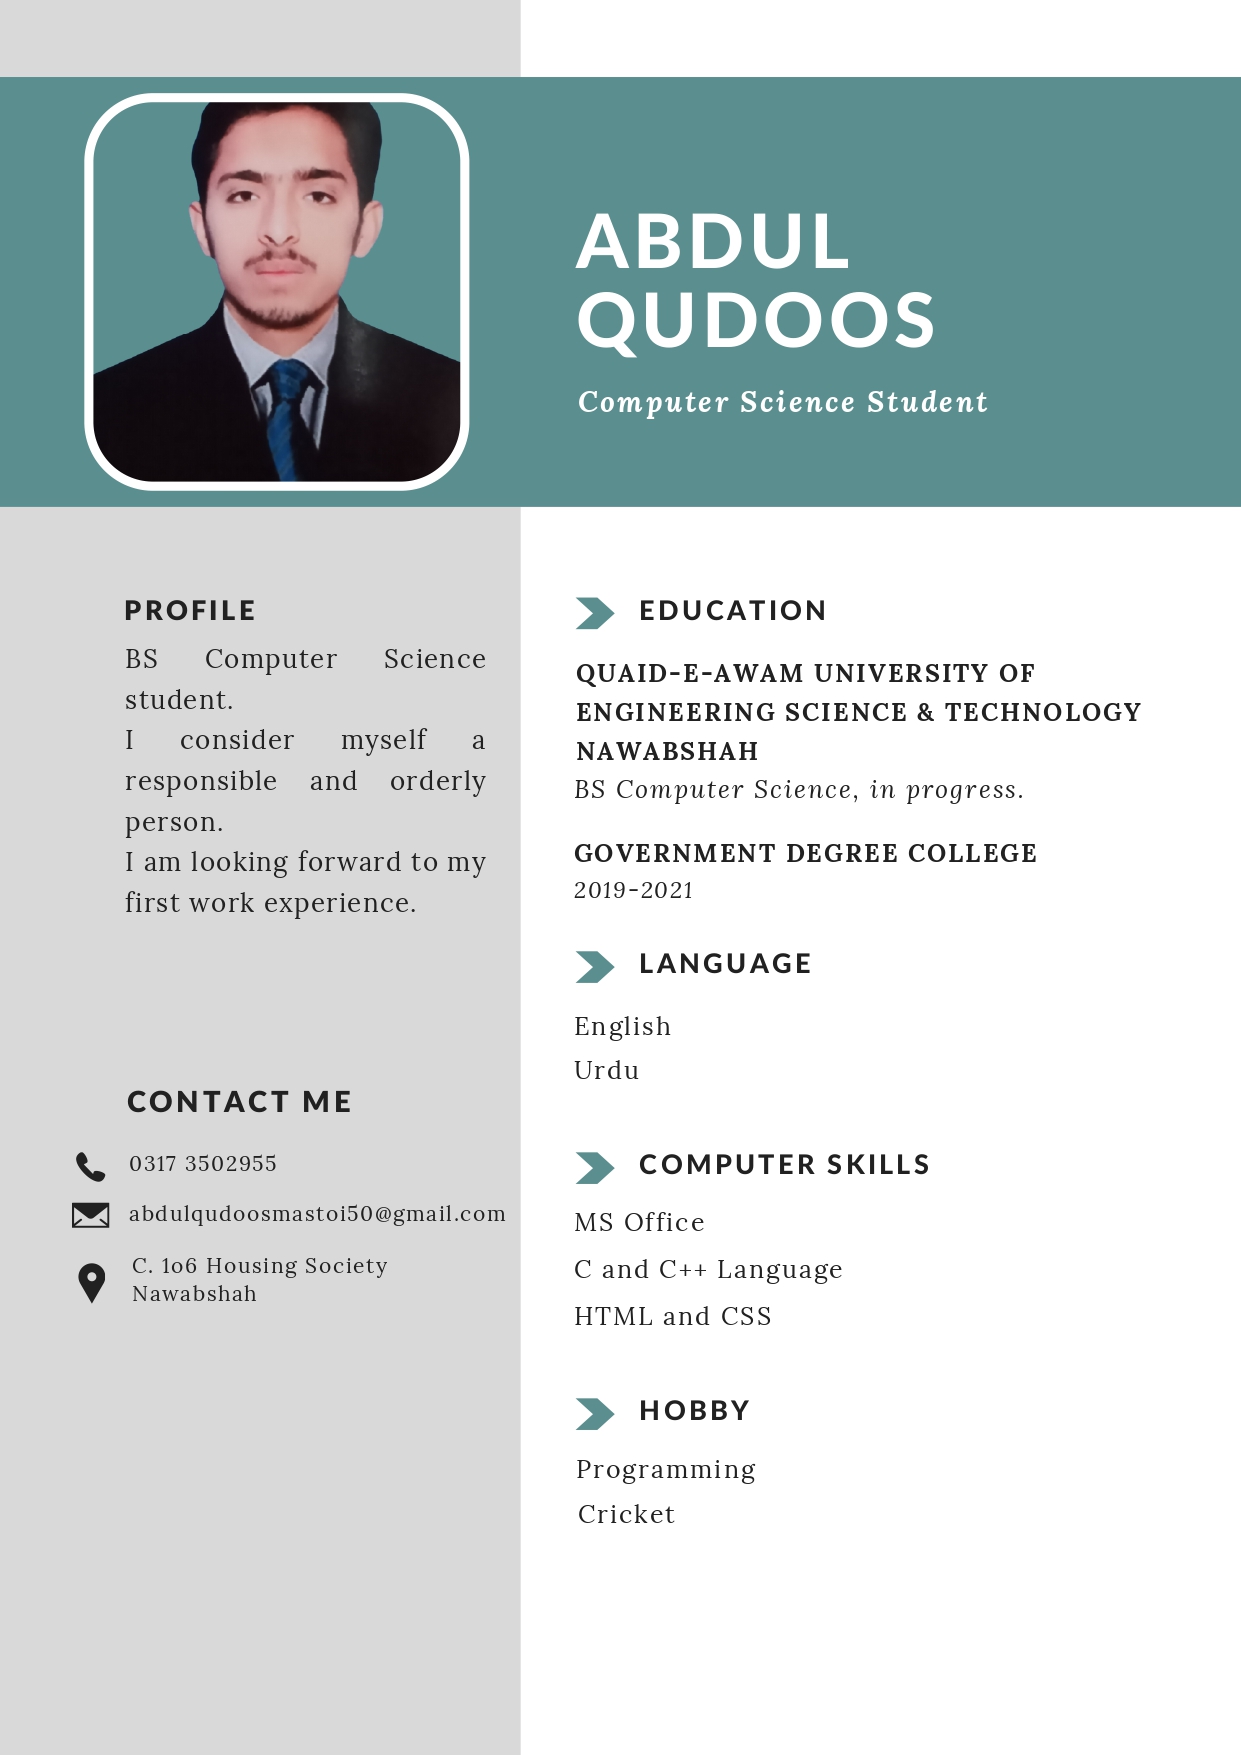 ABDUL
QUDOOS
Computer Science Student
PROFILE
BS Computer Science
student.
I consider myself a
responsible and orderly
person.
I am looking forward to my
first work experience.
CONTACT ME
0317 3502955
abdulqudoosmastoi50@gmail.com
C. 1o6 Housing Society
Nawabshah
EDUCATION
QUAID-E-AWAM UNIVERSITY OF
ENGINEERING SCIENCE & TECHNOLOGY
NAWABSHAH
BS Computer Science, in progress.
GOVERNMENT DEGREE COLLEGE
2019-2021
LANGUAGE
English
Urdu
COMPUTER SKILLS
MS Office
C and C++ Language
HTML and CSS
HOBBY
Programming
Cricket